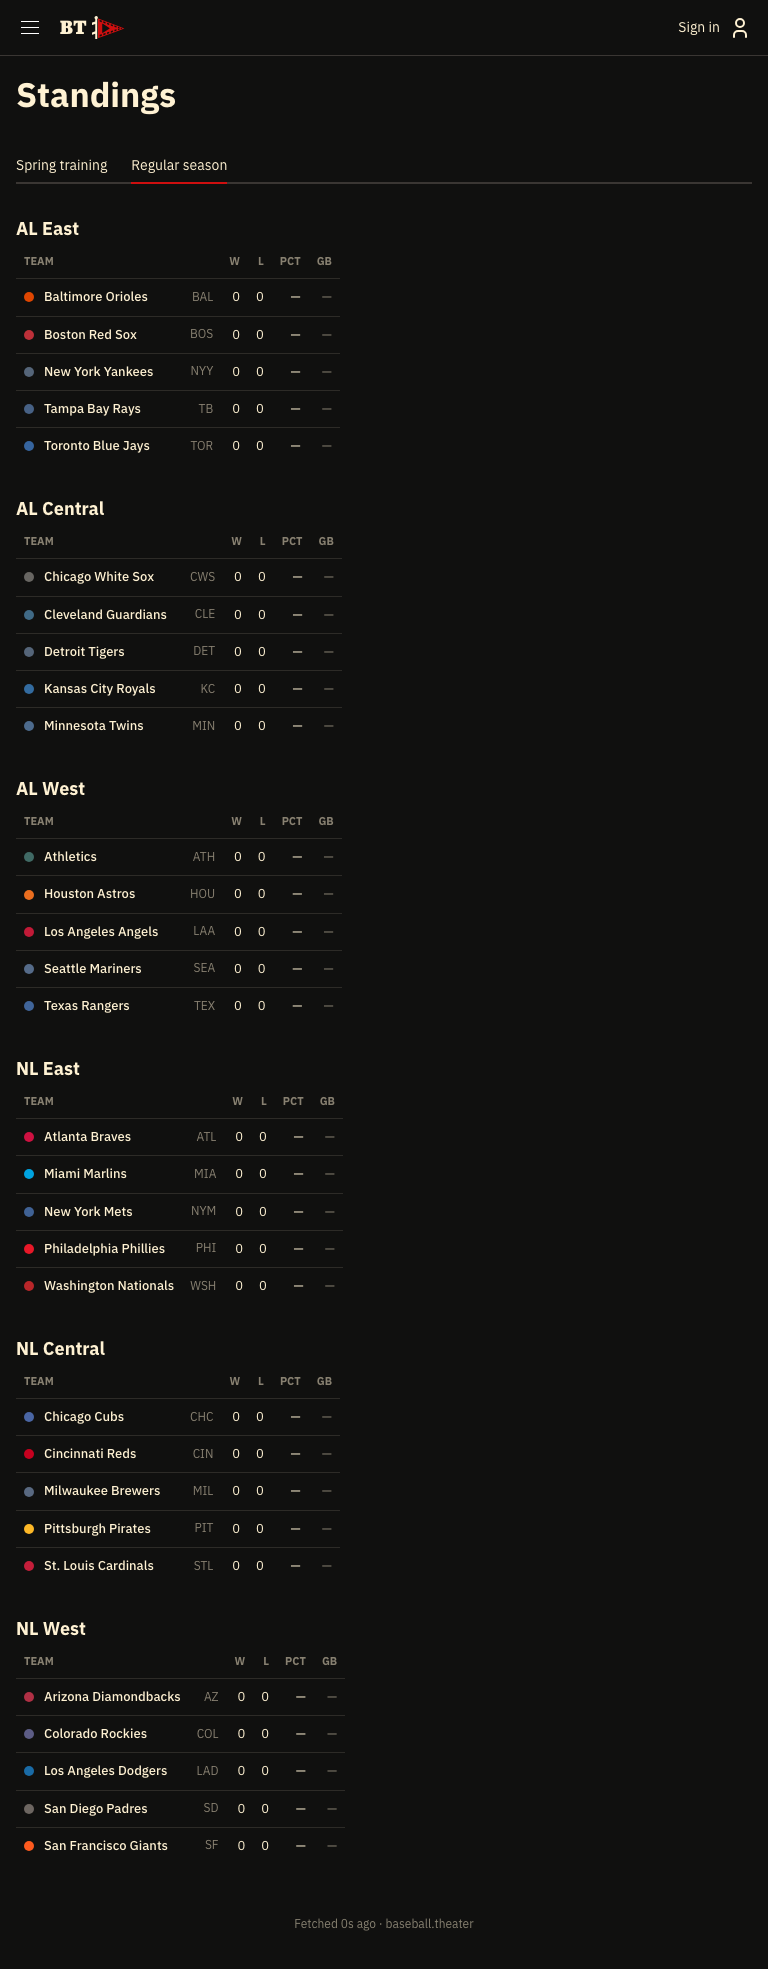 BT
Sign in
Standings
Spring training Regular season
AL East
TEAM W L PCT GB
Baltimore Orioles BAL 0 0 — —
Boston Red Sox BOS 0 0 — —
New York Yankees NYY 0 0 — —
Tampa Bay Rays TB 0 0 — —
Toronto Blue Jays TOR 0 0 — —
AL Central
TEAM W L PCT GB
Chicago White Sox CWS 0 0 — —
Cleveland Guardians CLE 0 0 — —
Detroit Tigers DET 0 0 — —
Kansas City Royals KC 0 0 — —
Minnesota Twins MIN 0 0 — —
AL West
TEAM W L PCT GB
Athletics ATH 0 0 — —
Houston Astros HOU 0 0 — —
Los Angeles Angels LAA 0 0 — —
Seattle Mariners SEA 0 0 — —
Texas Rangers TEX 0 0 — —
NL East
TEAM W L PCT GB
Atlanta Braves ATL 0 0 — —
Miami Marlins MIA 0 0 — —
New York Mets NYM 0 0 — —
Philadelphia Phillies PHI 0 0 — —
Washington Nationals WSH 0 0 — —
NL Central
TEAM W L PCT GB
Chicago Cubs CHC 0 0 — —
Cincinnati Reds CIN 0 0 — —
Milwaukee Brewers MIL 0 0 — —
Pittsburgh Pirates PIT 0 0 — —
St. Louis Cardinals STL 0 0 — —
NL West
TEAM W L PCT GB
Arizona Diamondbacks AZ 0 0 — —
Colorado Rockies COL 0 0 — —
Los Angeles Dodgers LAD 0 0 — —
San Diego Padres SD 0 0 — —
San Francisco Giants SF 0 0 — —
Fetched 0s ago · baseball.theater